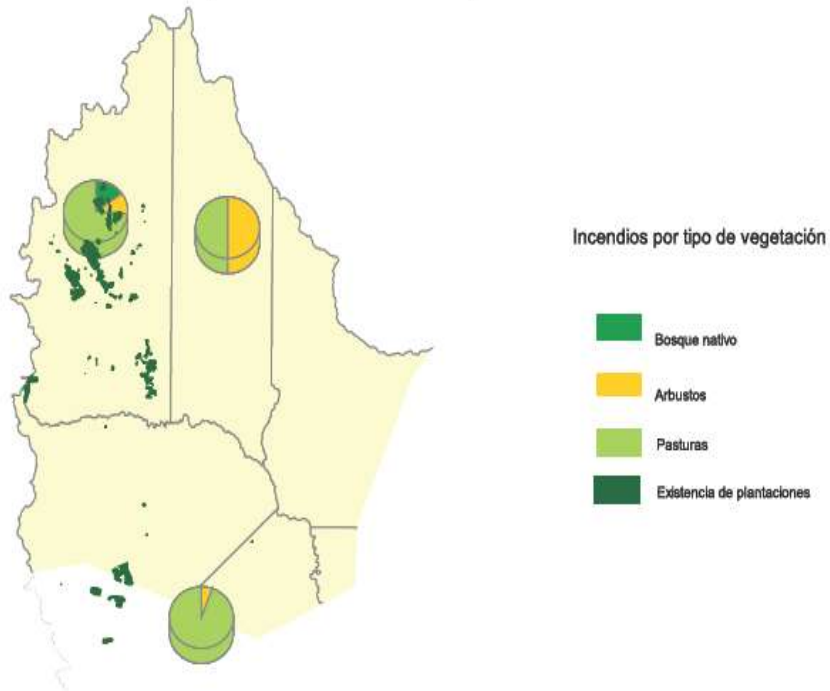 Incendios por tipo de vegetación
Bosque nativo
Arbustos
Pasturas
Existencia de plantaciones